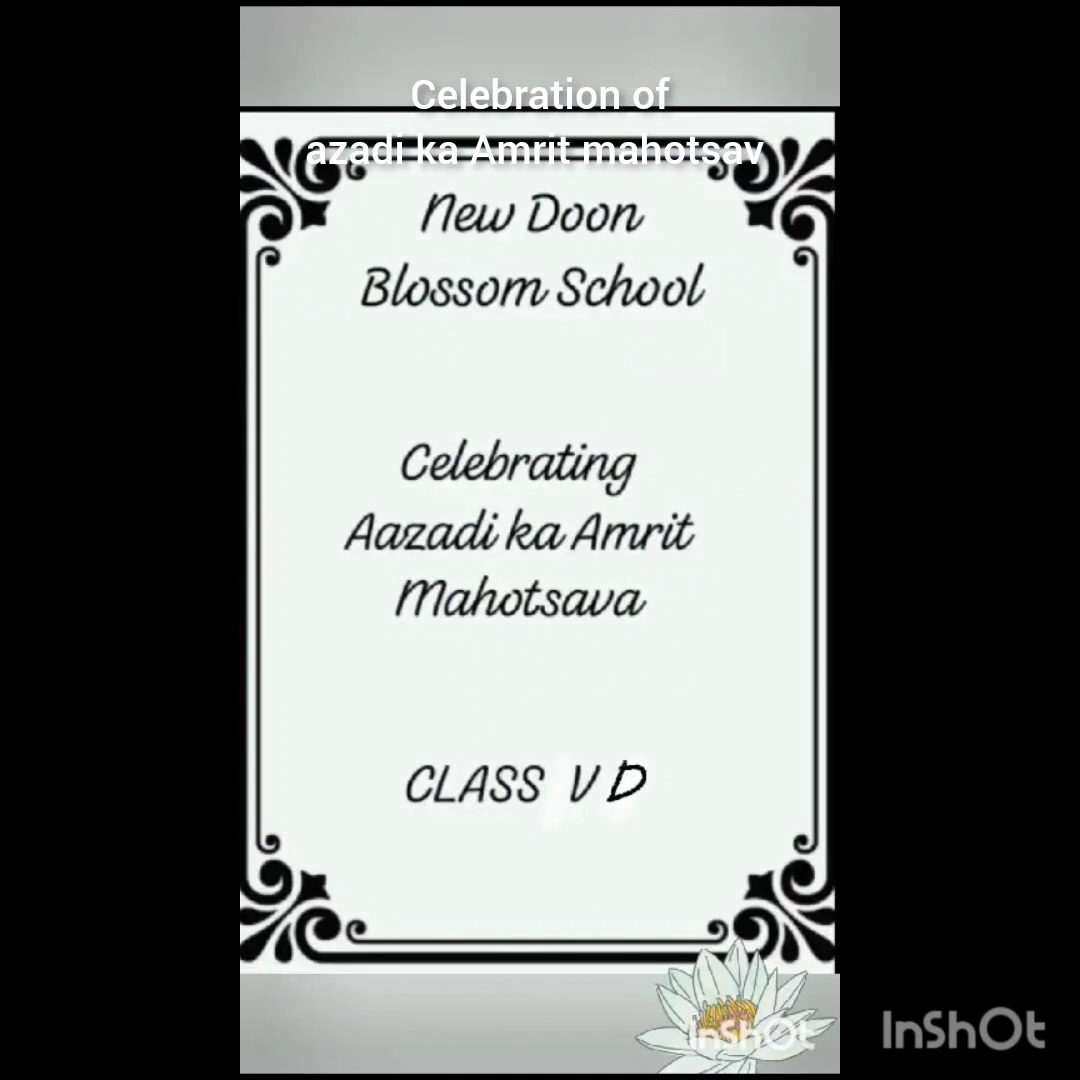 Celebration of
azadi ka Amrit mahotsav
New Doon
Blossom School
Celebrating
Aazadi ka Amrit
Mahotsava
CLASS V D
InShOt
InShOt